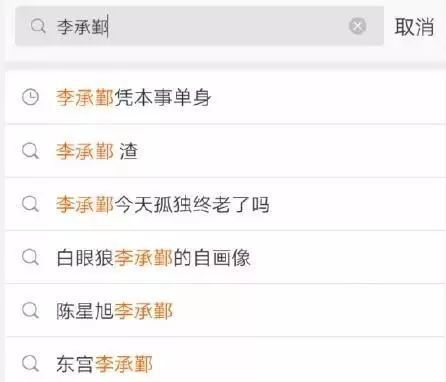 李承鄞
取消
李承鄞凭本事单身
李承鄞 渣
李承鄞今天孤独终老了吗
白眼狼李承鄞的自画像
陈星旭李承鄞
东宫李承鄞